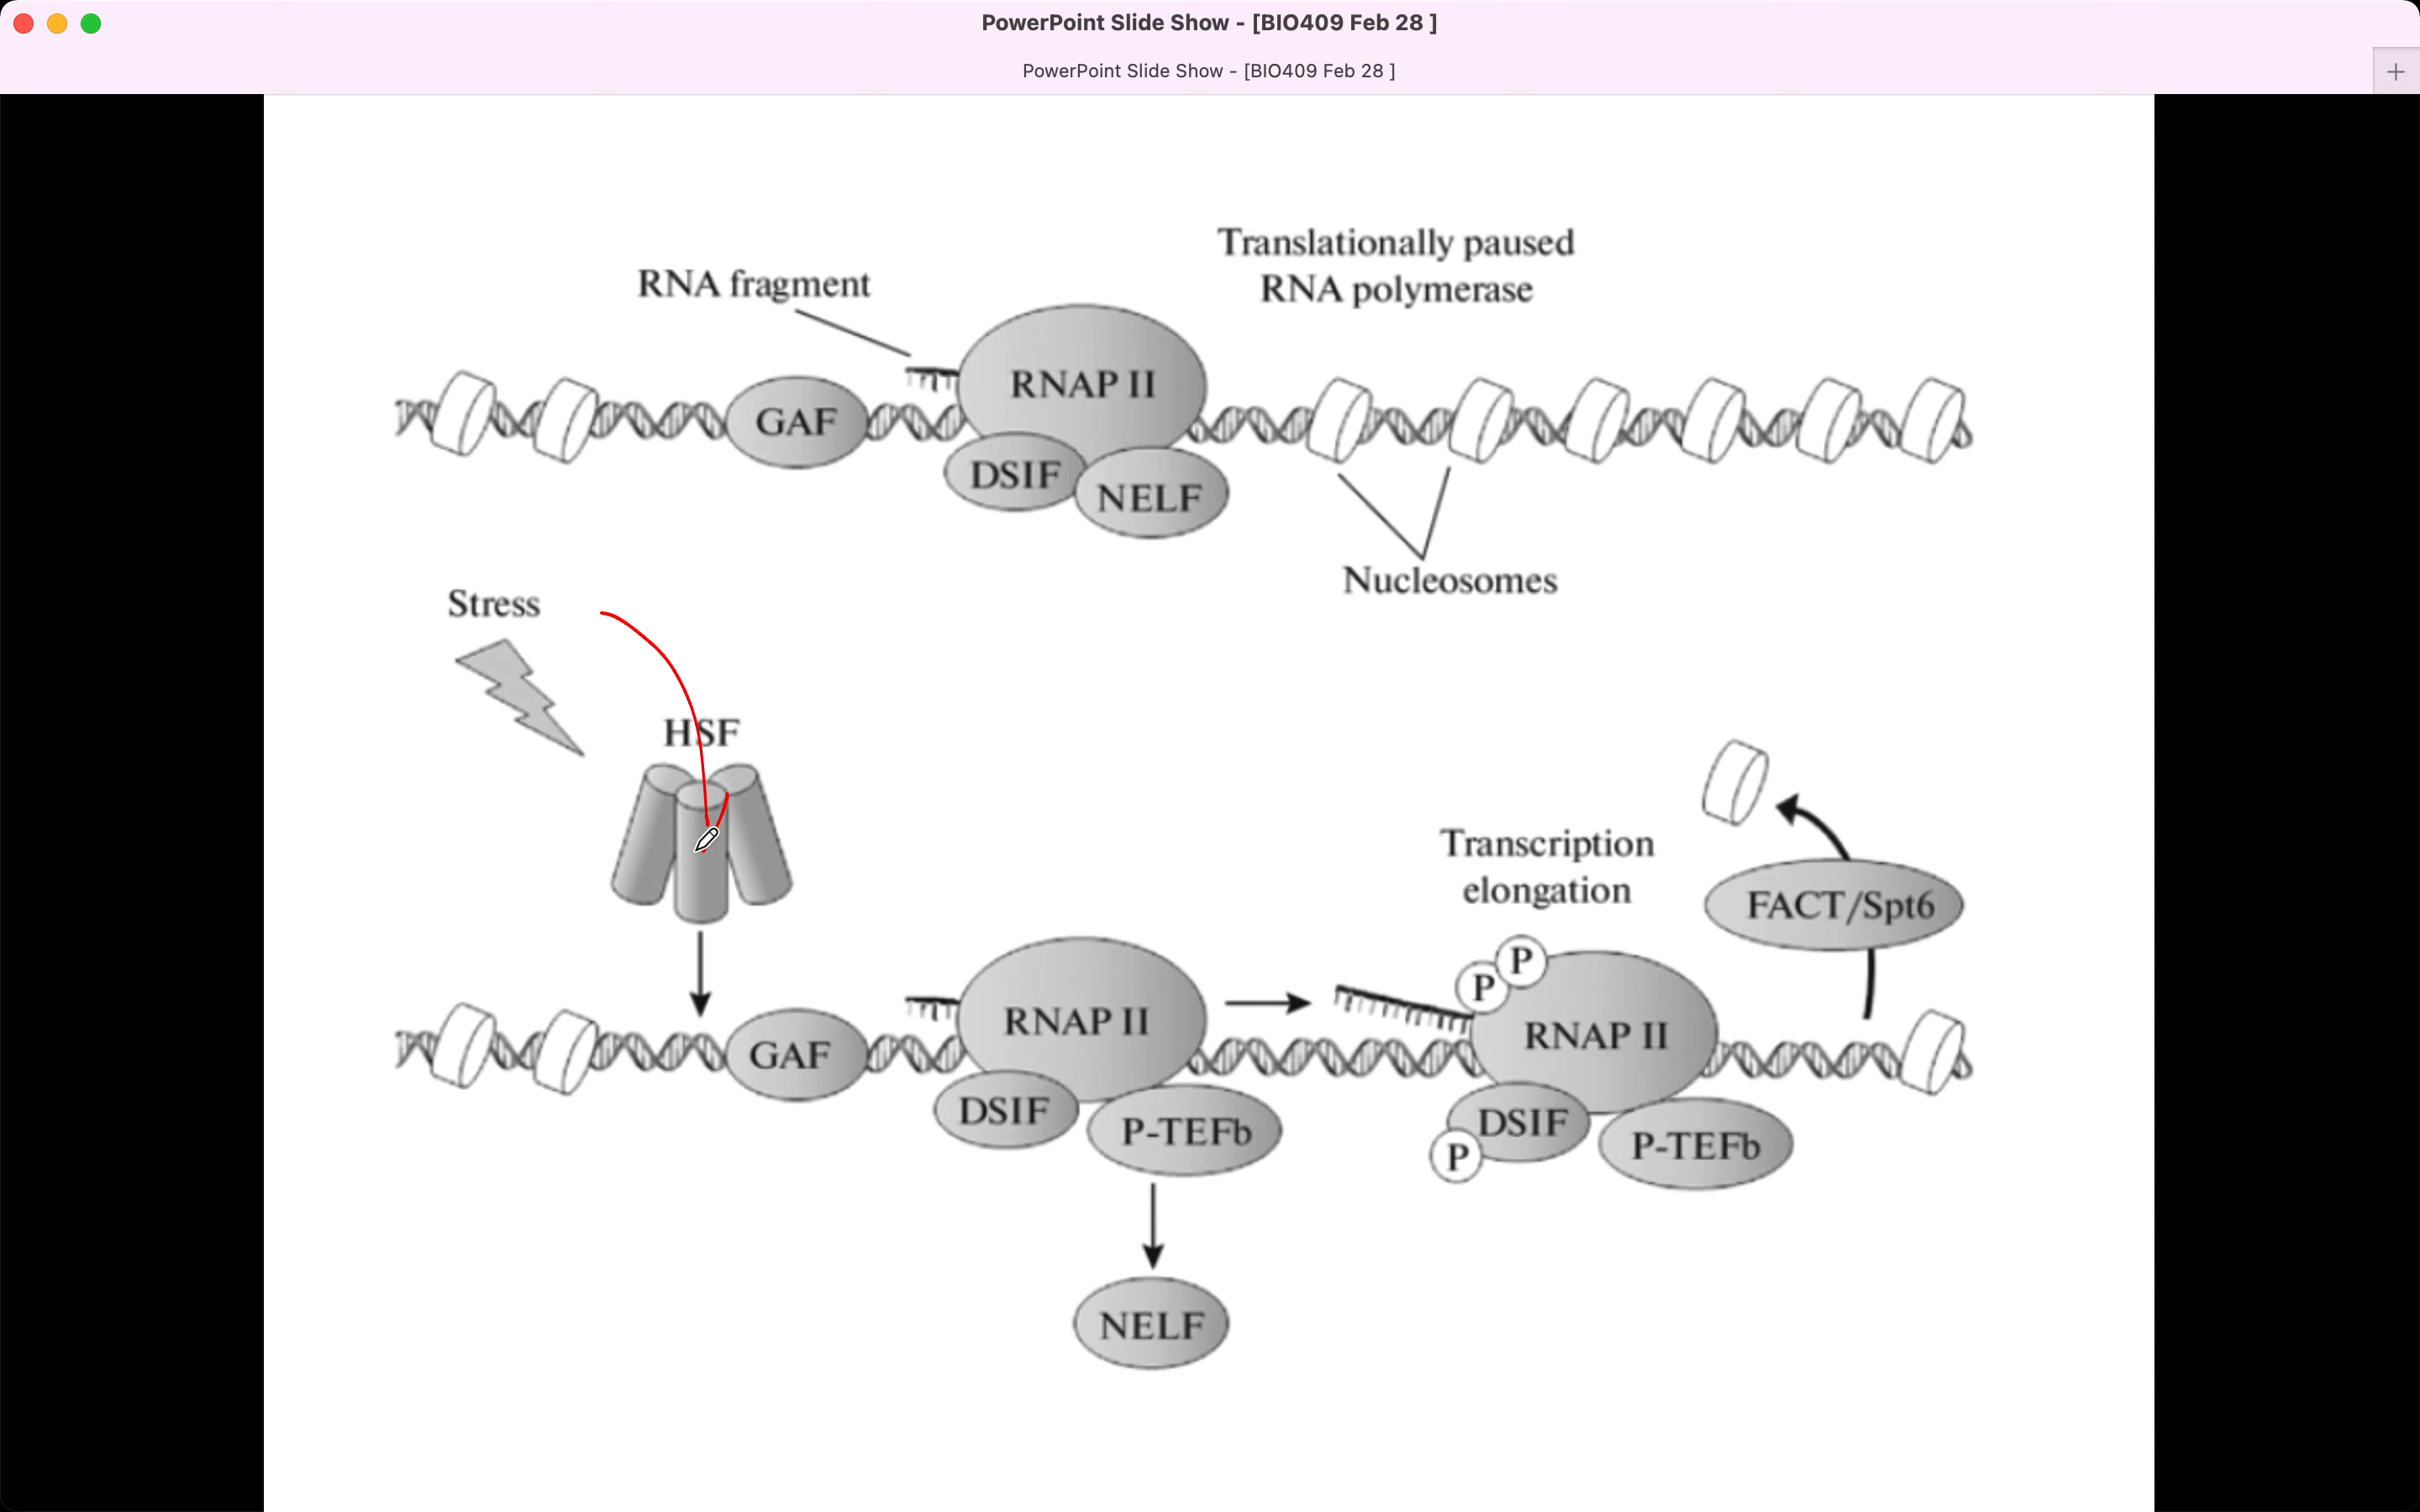 PowerPoint Slide Show - [BIO409 Feb 28 ]
PowerPoint Slide Show - [BIO409 Feb 28 ]
+
Translationally paused
RNA polymerase
RNA fragment
RNAP II
GAF
DSIF
NELF
Nucleosomes
Stress
HSF
Transcription
elongation
FACT/Spt6
P
P
RNAP II
RNAP II
GAF
DSIF
P-TEFb
DSIF
P
P-TEFb
NELF